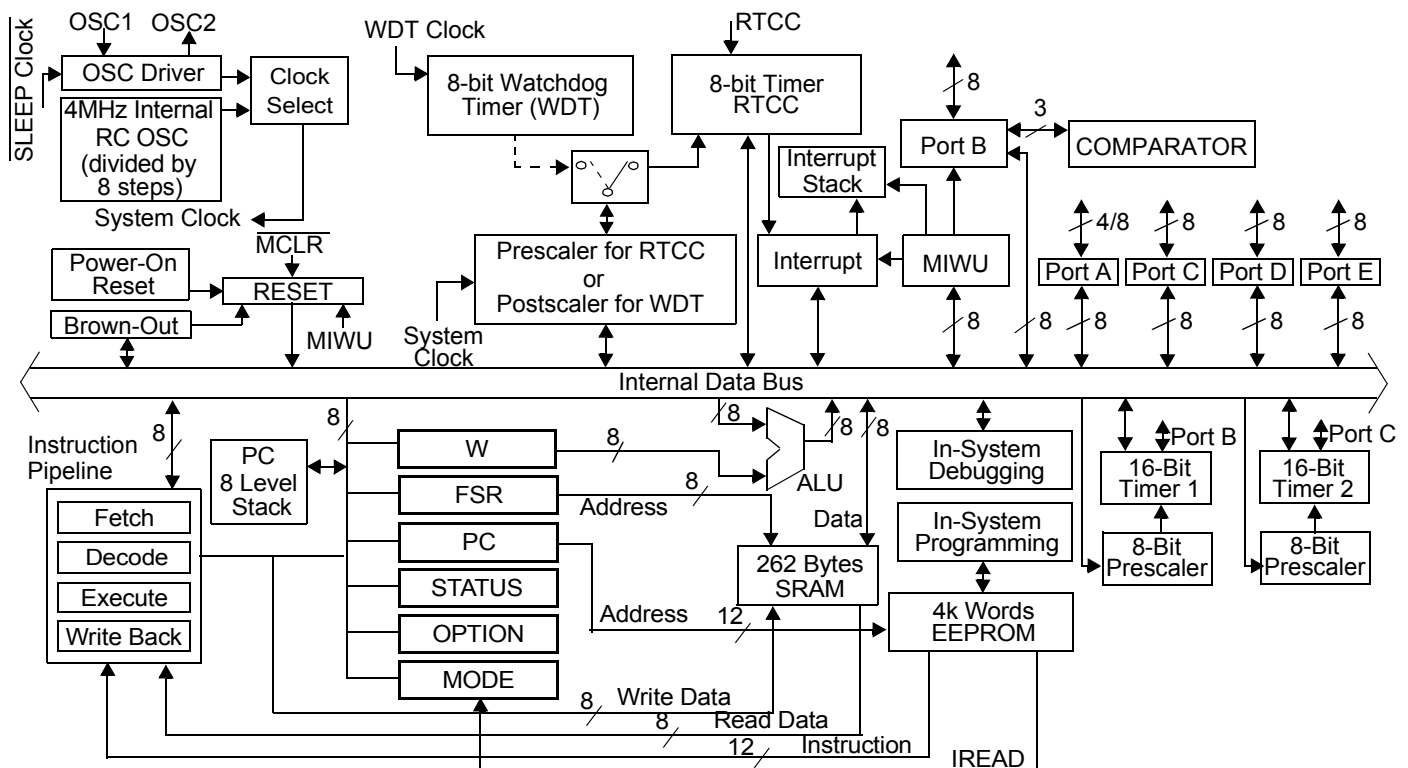 OSC1
OSC2
SLEEP Clock
OSC Driver
4MHz Internal
RC OSC
(divided by
8 steps)
Clock
Select
System Clock
WDT Clock
8-bit Watchdog
Timer (WDT)
RTCC
8-bit Timer
RTCC
8
Port B
3
COMPARATOR
Interrupt
Stack
Interrupt
MIWU
4/8
8
8
8
Port A
Port C
Port D
Port E
MCLR
Power-On
Reset
RESET
Brown-Out
MIWU
Prescaler for RTCC
or
Postscaler for WDT
System
Clock
8
8
8
8
8
8
Internal Data Bus
Instruction
Pipeline
8
Fetch
Decode
Execute
Write Back
PC
8 Level
Stack
8
W
FSR
PC
STATUS
OPTION
MODE
8
8
Address
8
ALU
8
8
Data
262 Bytes
SRAM
In-System
Debugging
In-System
Programming
4k Words
EEPROM
Port B
16-Bit
Timer 1
8-Bit
Prescaler
Port C
16-Bit
Timer 2
8-Bit
Prescaler
Address
12
8
Write Data
8
Read Data
12
Instruction
IREAD